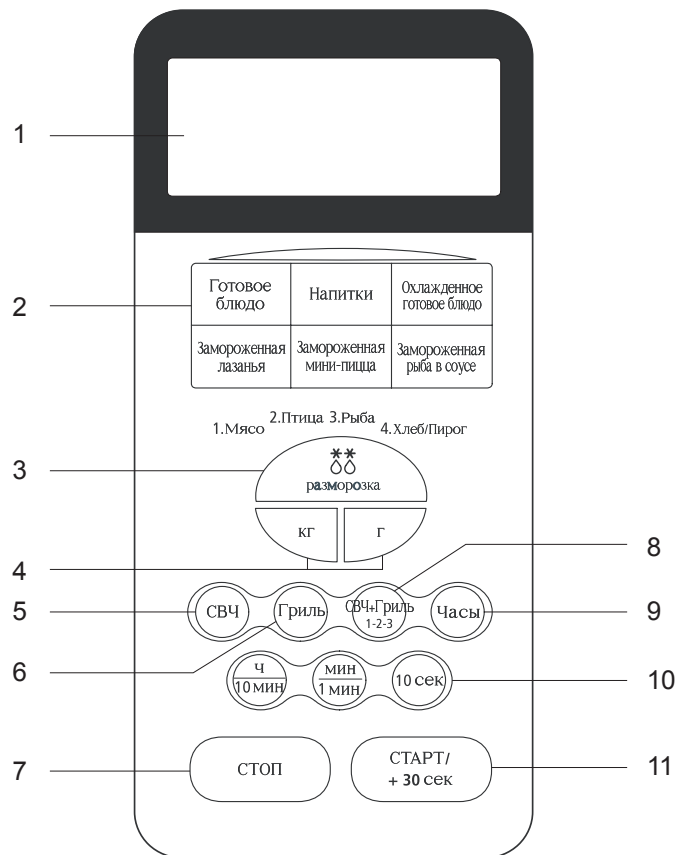 1
2
Готовое
блюдо
Напитки
Охлажденное
готовое блюдо
Замороженная
лазанья
Замороженная
мини-пицца
Замороженная
рыба в соусе
1.Мясо 2.Птица 3.Рыба 4.Хлеб/Пирог
3
разморозка
кг
г
4
8
5
СВЧ
Гриль
СВЧ+Гриль
1-2-3
Часы
9
6
ч
10 мин
мин
1 мин
10 сек
10
7
СТОП
СТАРТ/
+ 30 сек
11